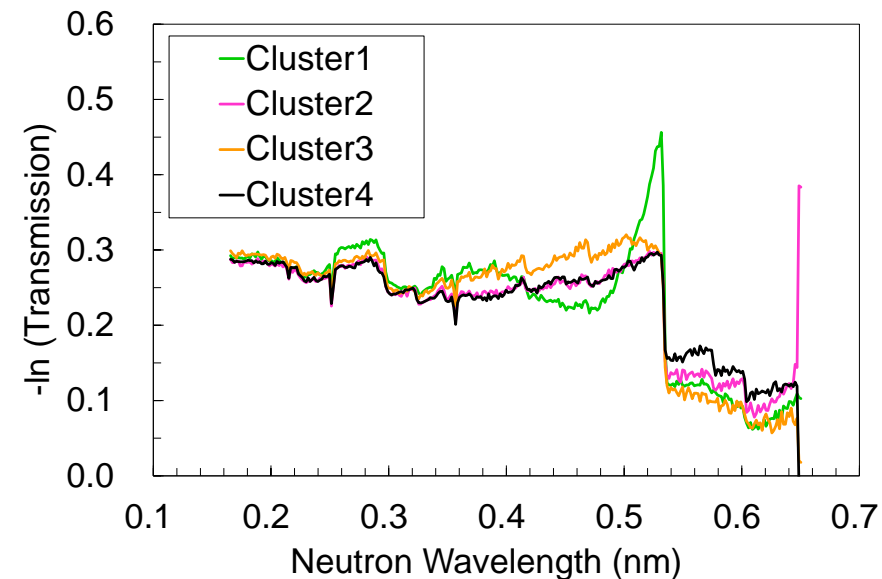 0.6
0.5
0.4
0.3
0.2
0.1
0.0
-ln (Transmission)
Cluster1
Cluster2
Cluster3
Cluster4
0.1 0.2 0.3 0.4 0.5 0.6 0.7
Neutron Wavelength (nm)